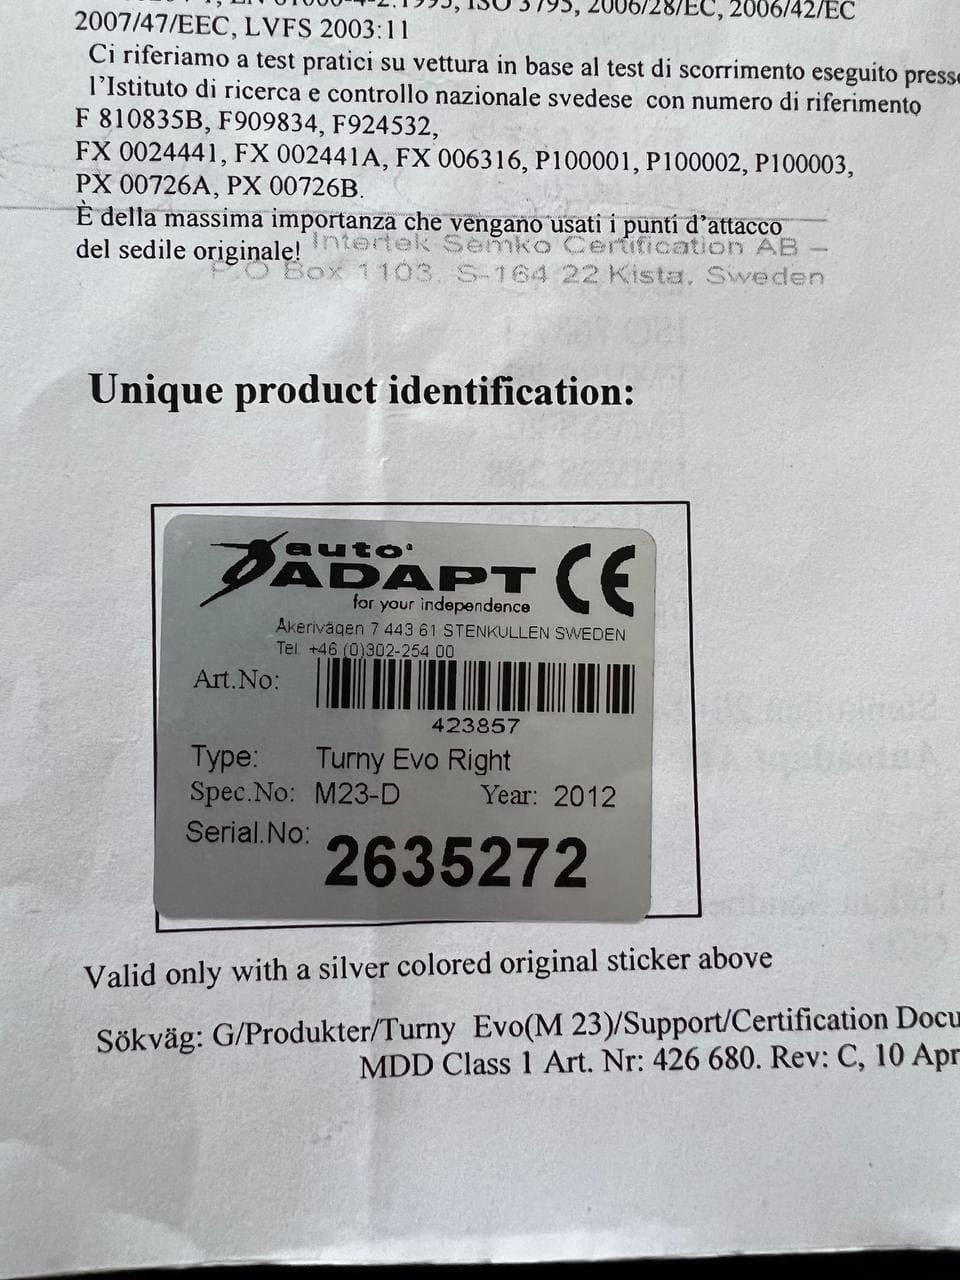 2007/47/EEC, LVFS 2003:11
Ci riferiamo a test pratici su vettura in base al test di scorrimento eseguito press
l'Istituto di ricerca e controllo nazionale svedese con numero di riferimento
F 810835B, F909834, F924532,
FX 0024441, FX 002441A, FX 006316, P100001, P100002, P100003,
PX 00726A, PX 00726B.
È della massima importanza che vengano usati i punti d'attacco
del sedile originale!
Intertek Semko Certification AB
P O Box 1103, S-164 22 Kista, Sweden
Unique product identification:
auto
ADAPT
for your independence
CE
Åkerivägen 7 443 61 STENKULLEN SWEDEN
Tel: +46 (0)302-254 00
Art.No:
423857
Type: Turny Evo Right
Spec.No: M23-D Year: 2012
Serial.No: 2635272
Valid only with a silver colored original sticker above
Sökväg: G/Produkter/Turny Evo(M 23)/Support/Certification Docu
MDD Class 1 Art. Nr: 426 680. Rev: C, 10 Apr